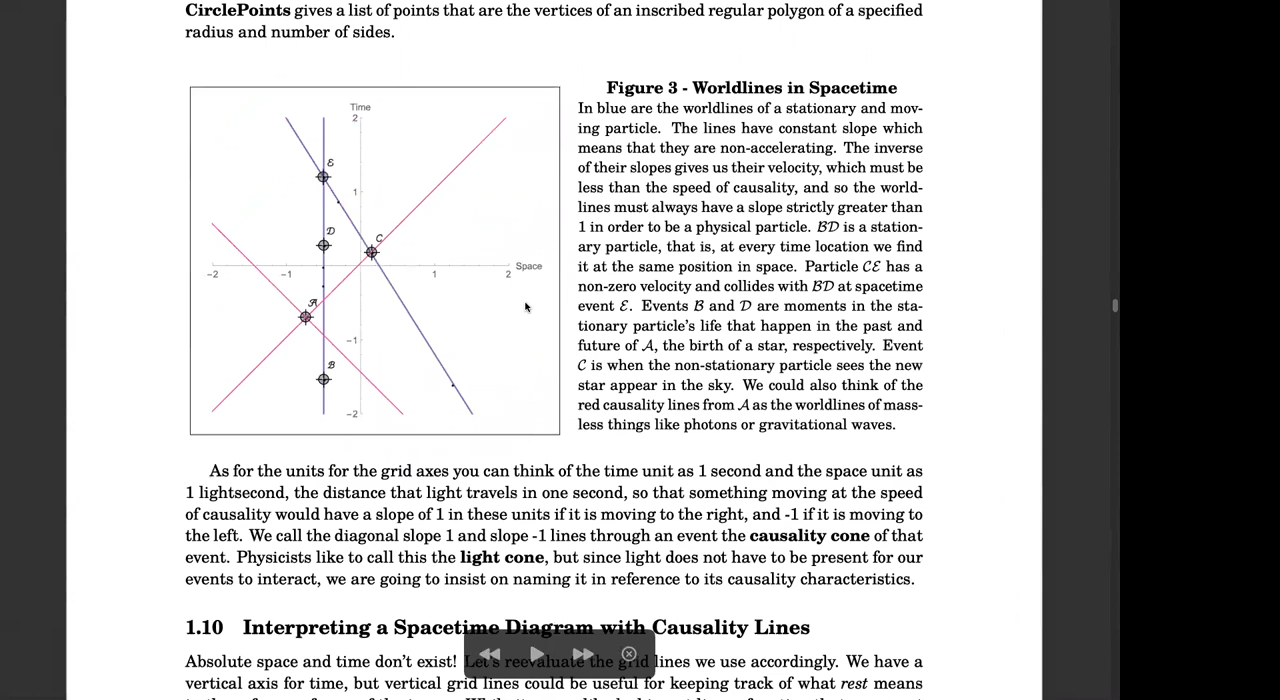 CirclePoints gives a list of points that are the vertices of an inscribed regular polygon of a specified
radius and number of sides.
Time
2
ℰ
1
𝒟
𝒞
-2
-1
1
2
Space
𝒜
-1
ℬ
-2
Figure 3 - Worldlines in Spacetime
In blue are the worldlines of a stationary and mov-
ing particle. The lines have constant slope which
means that they are non-accelerating. The inverse
of their slopes gives us their velocity, which must be
less than the speed of causality, and so the world-
lines must always have a slope strictly greater than
1 in order to be a physical particle. ℬ𝒟 is a station-
ary particle, that is, at every time location we find
it at the same position in space. Particle 𝒞ℰ has a
non-zero velocity and collides with ℬ𝒟 at spacetime
event ℰ. Events ℬ and 𝒟 are moments in the sta-
tionary particle's life that happen in the past and
future of 𝒜, the birth of a star, respectively. Event
𝒞 is when the non-stationary particle sees the new
star appear in the sky. We could also think of the
red causality lines from 𝒜 as the worldlines of mass-
less things like photons or gravitational waves.
As for the units for the grid axes you can think of the time unit as 1 second and the space unit as
1 lightsecond, the distance that light travels in one second, so that something moving at the speed
of causality would have a slope of 1 in these units if it is moving to the right, and -1 if it is moving to
the left. We call the diagonal slope 1 and slope -1 lines through an event the causality cone of that
event. Physicists like to call this the light cone, but since light does not have to be present for our
events to interact, we are going to insist on naming it in reference to its causality characteristics.
1.10 Interpreting a Spacetime Diagram with Causality Lines
Absolute space and time don't exist! Let's reevaluate the grid lines we use accordingly. We have a
vertical axis for time, but vertical grid lines could be useful for keeping track of what rest means